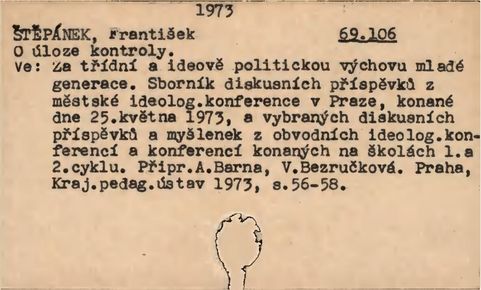 1973
ŠTĚPÁNEK, František 69.106
O úloze kontroly.
Ve: Za třídní a ideově politickou výchovu mladé
generace. Sborník diskusních příspěvků z
městské ideolog.konference v Praze, konané
dne 25.května 1973, a vybraných diskusních
příspěvků a myšlenek z obvodních ideolog.kon-
ferencí a konferencí konaných na školách 1.a
2.cyklu. Přípr.A.Barna, V.Bezručková. Praha,
Kraj.pedag.ústav 1973, s.56-58.